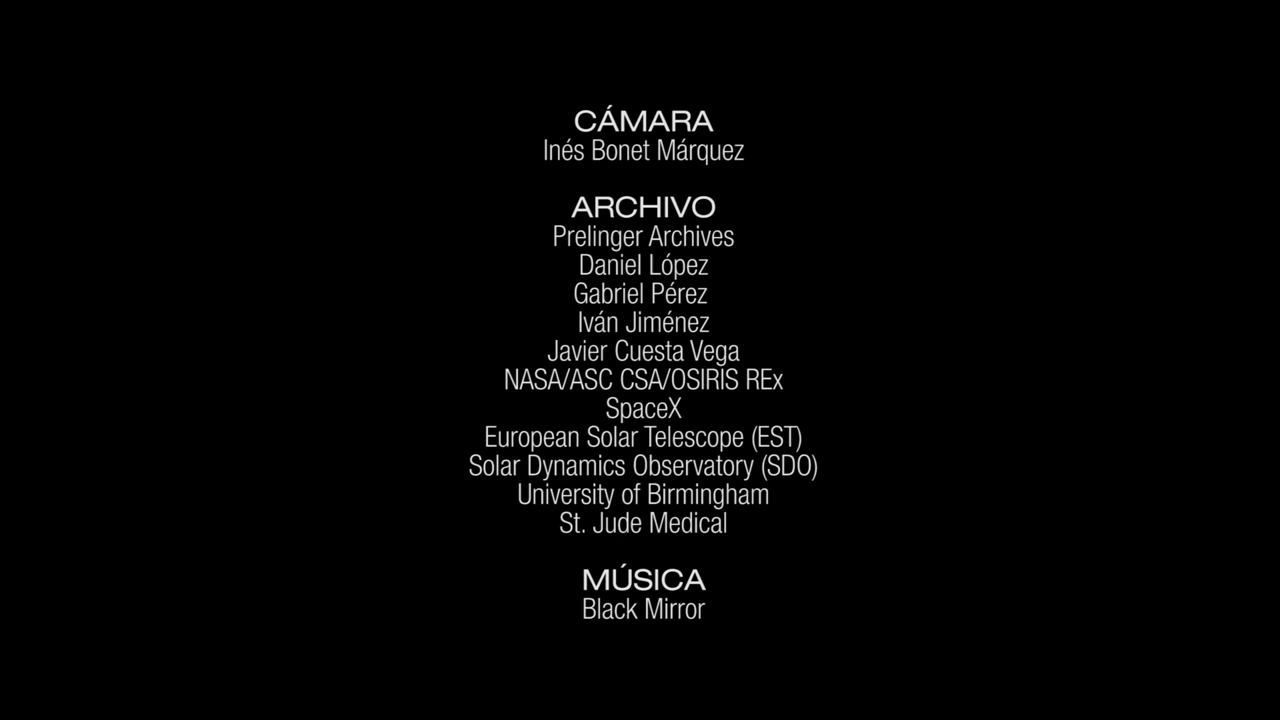 CÁMARA
Inés Bonet Márquez
ARCHIVO
Prelinger Archives
Daniel López
Gabriel Pérez
Iván Jiménez
Javier Cuesta Vega
NASA/ASC CSA/OSIRIS REx
SpaceX
European Solar Telescope (EST)
Solar Dynamics Observatory (SDO)
University of Birmingham
St. Jude Medical
MÚSICA
Black Mirror